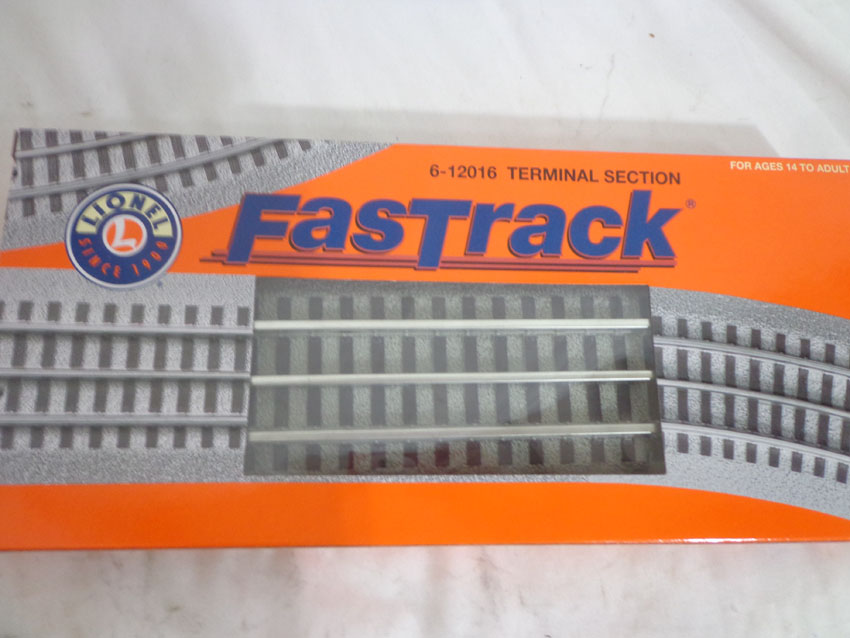 6-12016 TERMINAL SECTION
FOR AGES 14 TO ADULT
LIONEL
L
SINCE 1900
®
FASTRACK®